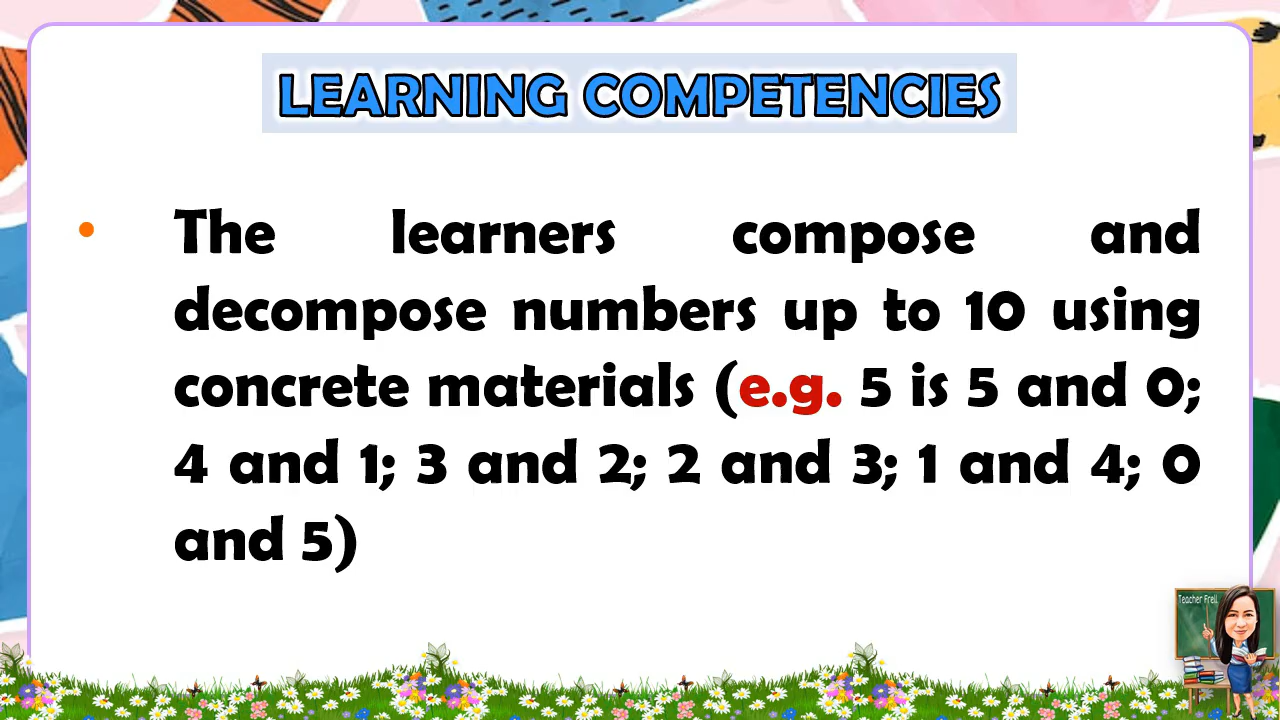 LEARNING COMPETENCIES
• The learners compose and
decompose numbers up to 10 using
concrete materials (e.g. 5 is 5 and 0;
4 and 1; 3 and 2; 2 and 3; 1 and 4; 0
and 5)
Teacher Frell